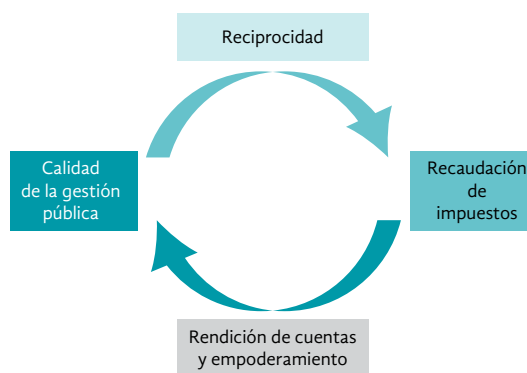 Reciprocidad
Calidad
de la gestión
pública
Recaudación
de
impuestos
Rendición de cuentas
y empoderamiento